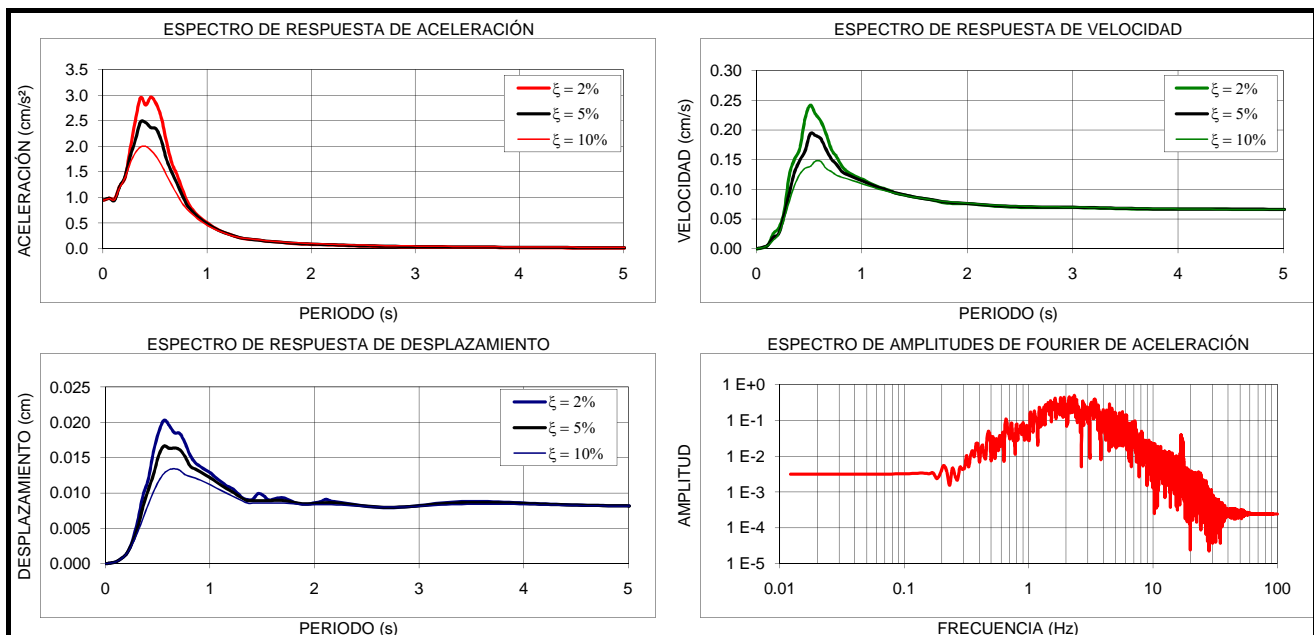 ESPECTRO DE RESPUESTA DE ACELERACIÓN
ACELERACIÓN (cm/s²)
3.5
3.0
2.5
2.0
1.5
1.0
0.5
0.0
ξ = 2%
ξ = 5%
ξ = 10%
0 1 2 3 4 5
PERIODO (s)
ESPECTRO DE RESPUESTA DE VELOCIDAD
VELOCIDAD (cm/s)
0.30
0.25
0.20
0.15
0.10
0.05
0.00
ξ = 2%
ξ = 5%
ξ = 10%
0 1 2 3 4 5
PERIODO (s)
ESPECTRO DE RESPUESTA DE DESPLAZAMIENTO
DESPLAZAMIENTO (cm)
0.025
0.020
0.015
0.010
0.005
0.000
ξ = 2%
ξ = 5%
ξ = 10%
0 1 2 3 4 5
PERIODO (s)
ESPECTRO DE AMPLITUDES DE FOURIER DE ACELERACIÓN
AMPLITUD
1 E+0
1 E-1
1 E-2
1 E-3
1 E-4
1 E-5
0.01 0.1 1 10 100
FRECUENCIA (Hz)